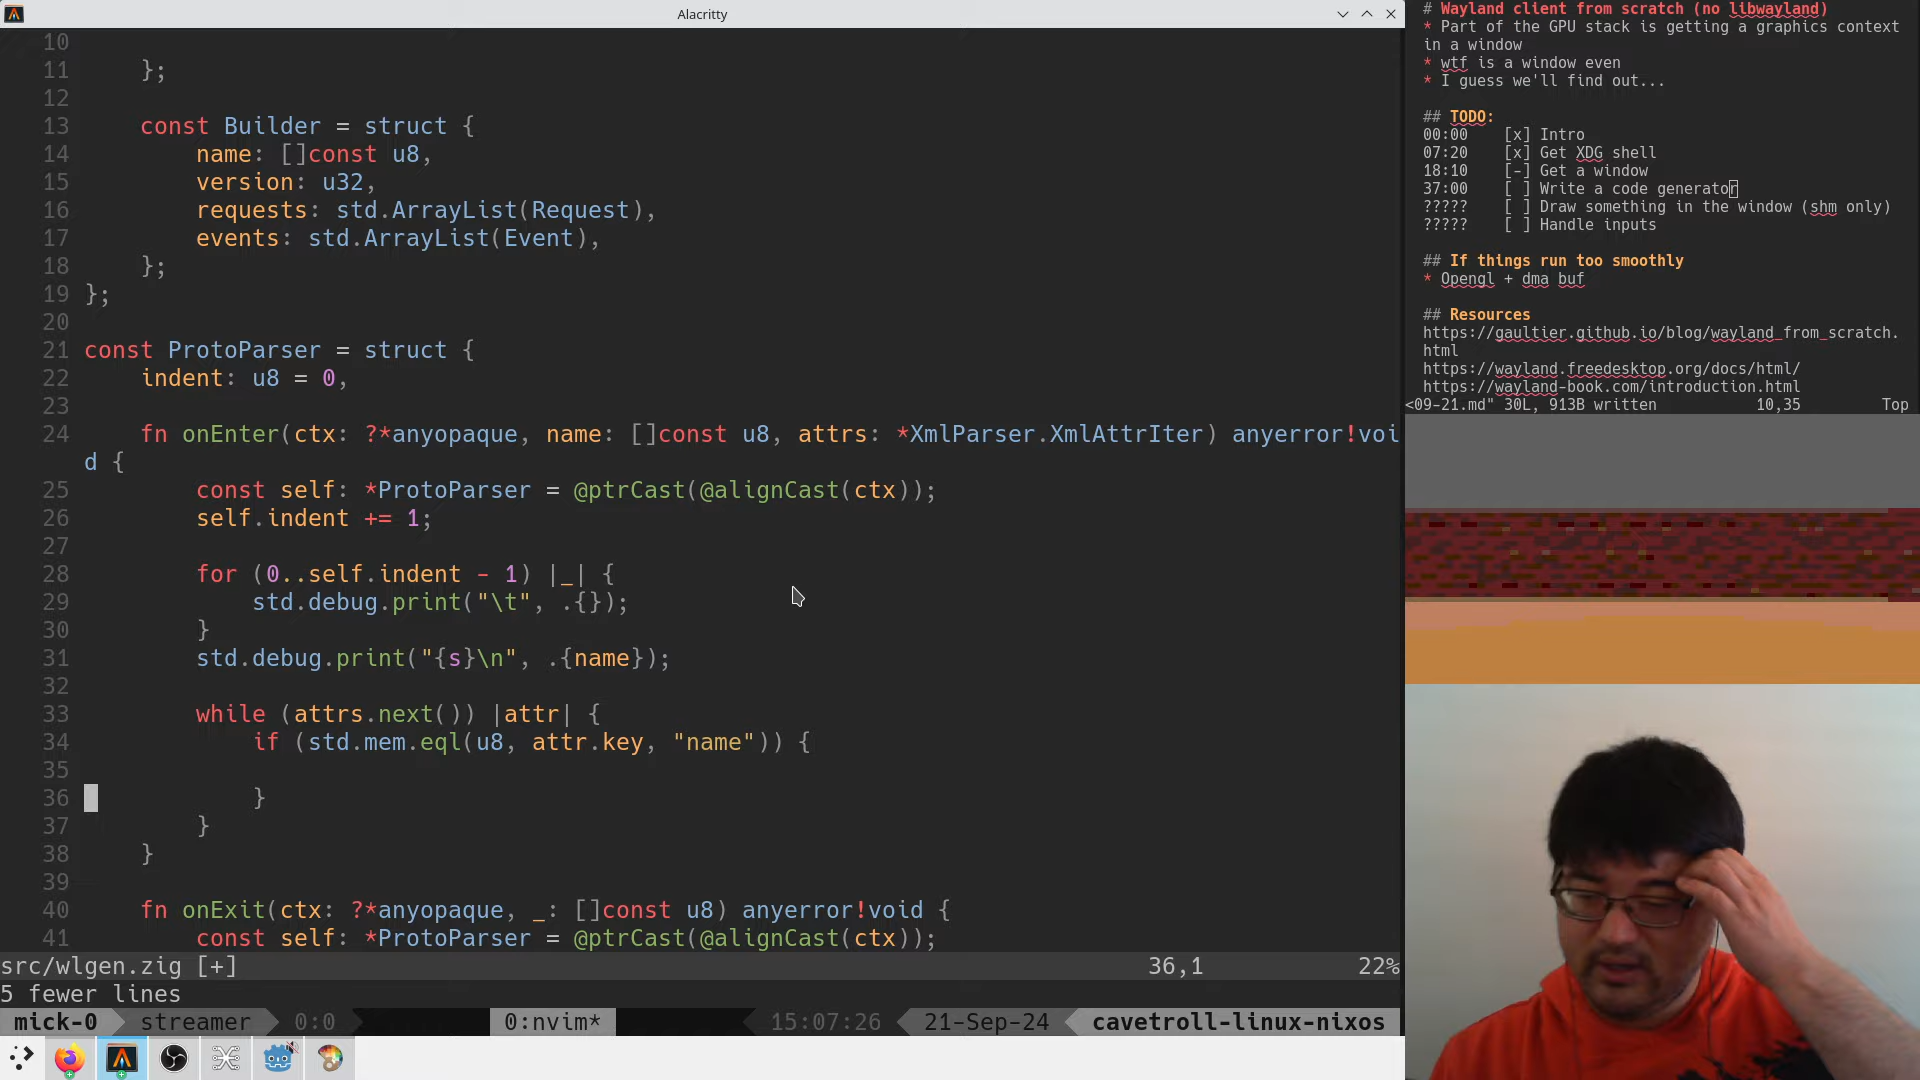 Alacritty
10
11     };
12
13     const Builder = struct {
14         name: []const u8,
15         version: u32,
16         requests: std.ArrayList(Request),
17         events: std.ArrayList(Event),
18     };
19 };
20
21 const ProtoParser = struct {
22     indent: u8 = 0,
23
24     fn onEnter(ctx: ?*anyopaque, name: []const u8, attrs: *XmlParser.XmlAttrIter) anyerror!voi
d {
25         const self: *ProtoParser = @ptrCast(@alignCast(ctx));
26         self.indent += 1;
27
28         for (0..self.indent - 1) |_| {
29             std.debug.print("\t", .{});
30         }
31         std.debug.print("{s}\n", .{name});
32
33         while (attrs.next()) |attr| {
34             if (std.mem.eql(u8, attr.key, "name")) {
35
36             }
37         }
38     }
39
40     fn onExit(ctx: ?*anyopaque, _: []const u8) anyerror!void {
41         const self: *ProtoParser = @ptrCast(@alignCast(ctx));
src/wlgen.zig [+] 36,1 22%
5 fewer lines
mick-0 streamer 0:0 0:nvim* 15:07:26 21-Sep-24 cavetroll-linux-nixos
# Wayland client from scratch (no libwayland)
* Part of the GPU stack is getting a graphics context
in a window
* wtf is a window even
* I guess we'll find out...
## TODO:
00:00    [x] Intro
07:20    [x] Get XDG shell
18:10    [-] Get a window
37:00    [ ] Write a code generator
?????    [ ] Draw something in the window (shm only)
?????    [ ] Handle inputs
## If things run too smoothly
* Opengl + dma buf
## Resources
https://gaultier.github.io/blog/wayland_from_scratch.
html
https://wayland.freedesktop.org/docs/html/
https://wayland-book.com/introduction.html
<09-21.md" 30L, 913B written 10,35 Top